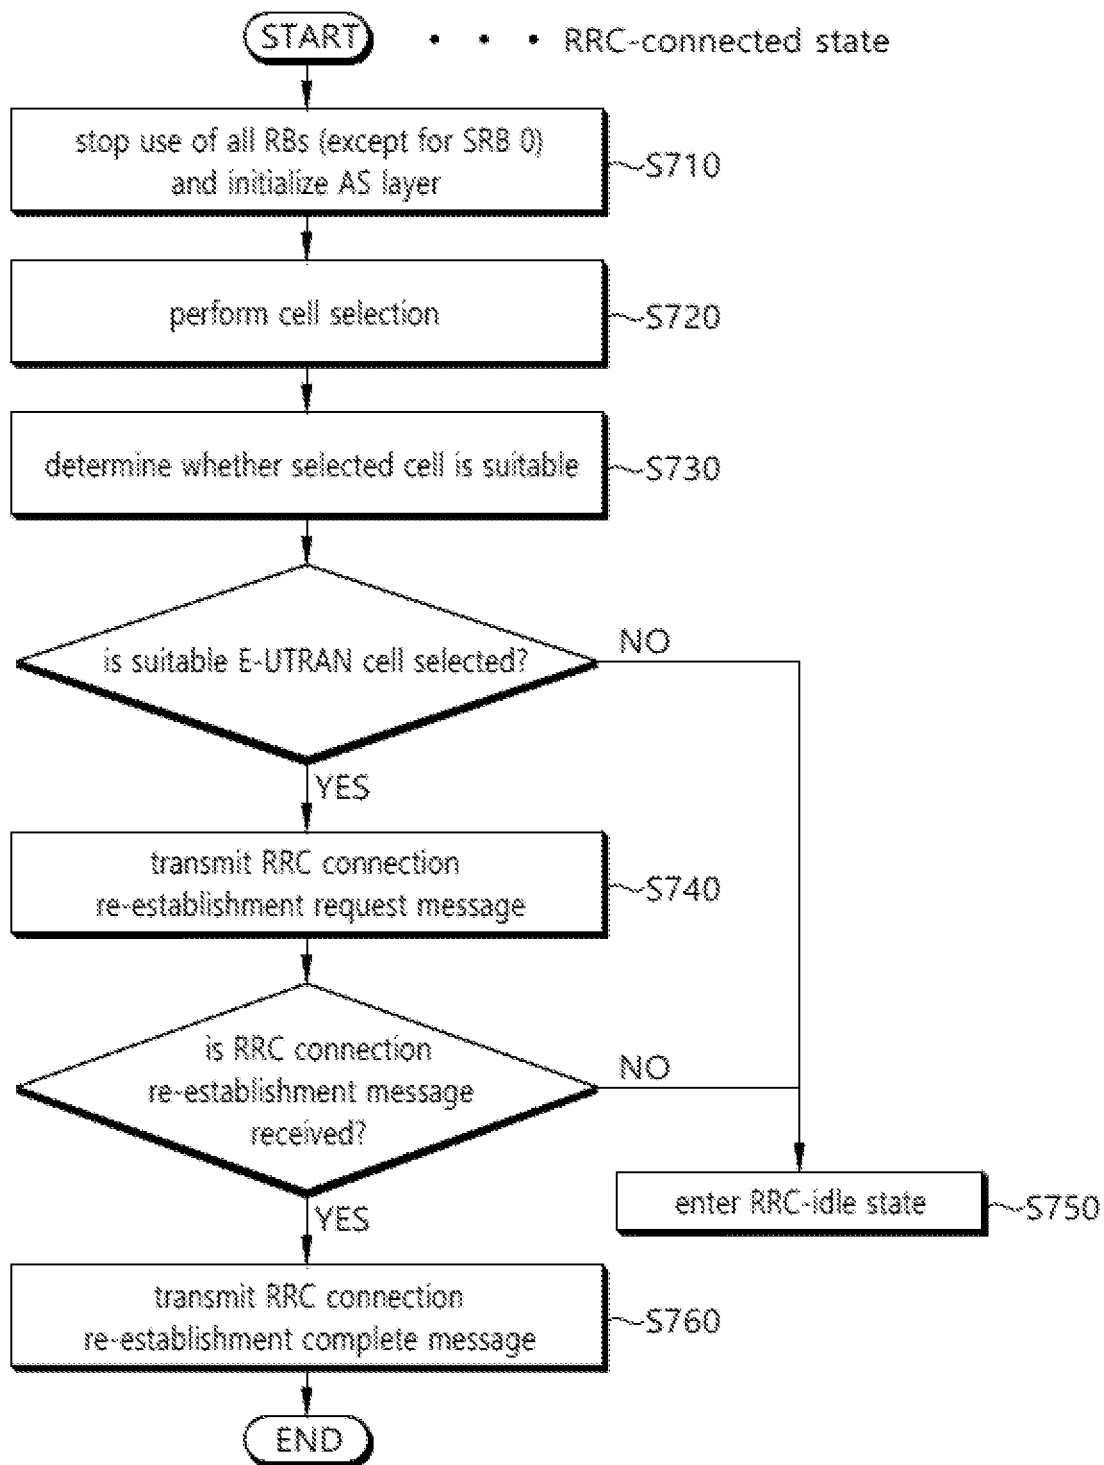 START • • • RRC-connected state
stop use of all RBs (except for SRB 0)
and initialize AS layer
S710
perform cell selection
S720
determine whether selected cell is suitable
S730
is suitable E-UTRAN cell selected?
NO
YES
transmit RRC connection
re-establishment request message
S740
is RRC connection
re-establishment message
received?
NO
YES
enter RRC-idle state
S750
transmit RRC connection
re-establishment complete message
S760
END